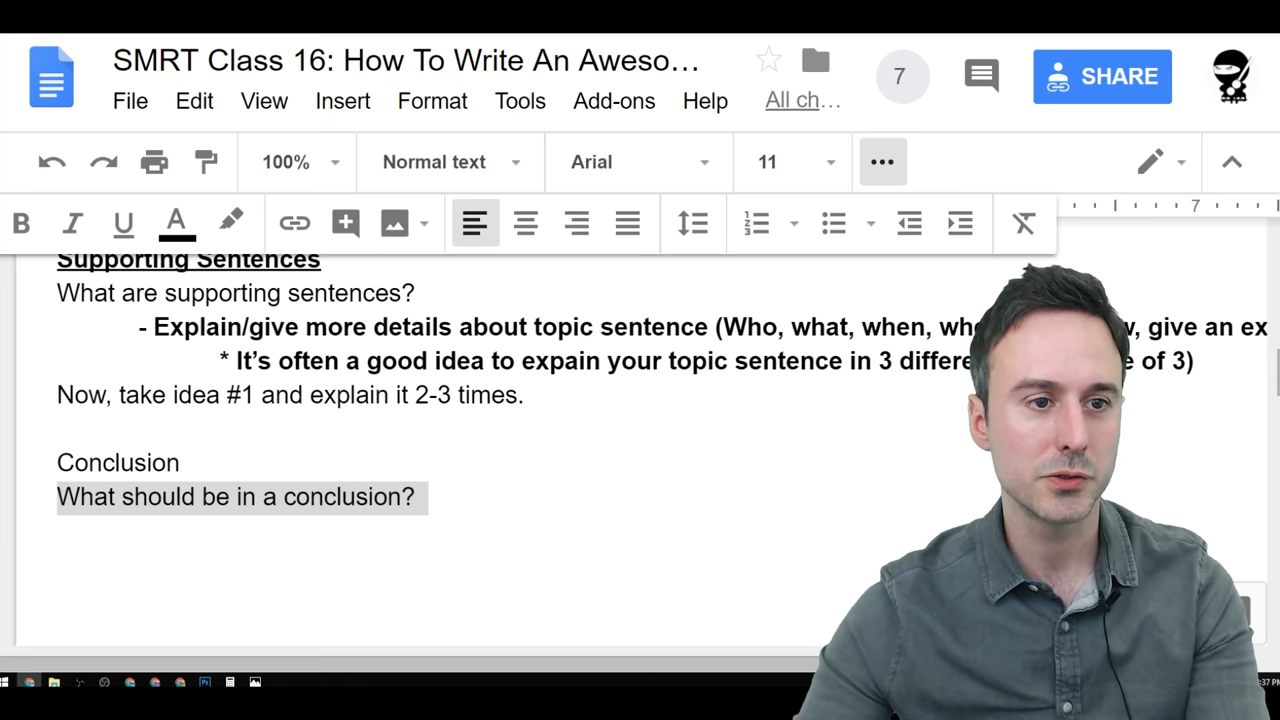 SMRT Class 16: How To Write An Aweso…
7
SHARE
File Edit View Insert Format Tools Add-ons Help All ch…
100% Normal text Arial 11
B I U A 7
Supporting Sentences
What are supporting sentences?
- Explain/give more details about topic sentence (Who, what, when, give an ex
* It's often a good idea to expain your topic sentence in 3 of 3)
Now, take idea #1 and explain it 2-3 times.
Conclusion
What should be in a conclusion?